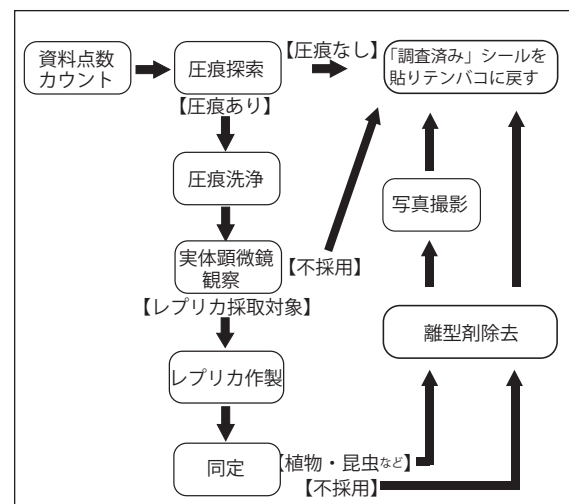 資料点数
カウント
圧痕探索
【圧痕なし】
「調査済み」シールを
貼りテンバコに戻す
【圧痕あり】
圧痕洗浄
写真撮影
実体顕微鏡
観察
【不採用】
【レプリカ採取対象】
離型剤除去
レプリカ作製
同定
【植物・昆虫など】
【不採用】